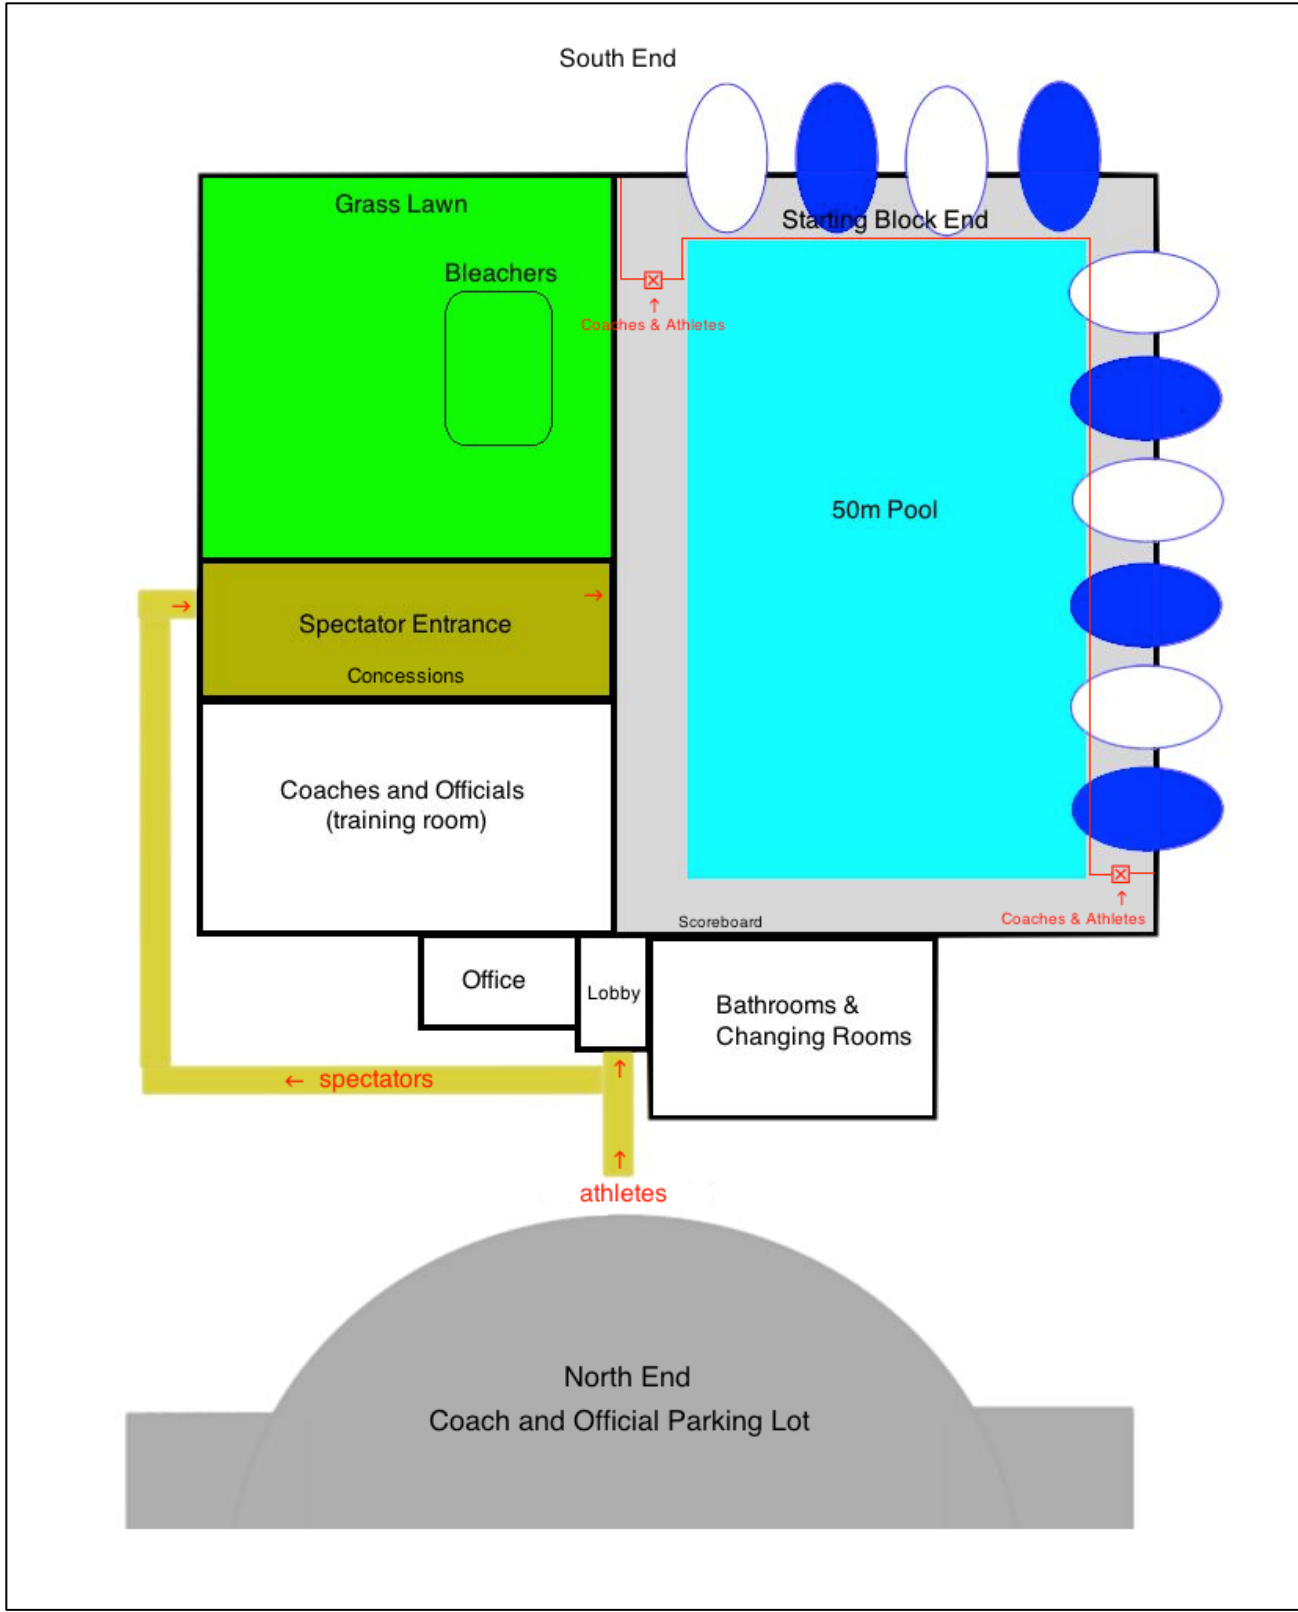 South End
Grass Lawn
Starting Block End
Bleachers
↑
Coaches & Athletes
50m Pool
→
→
Spectator Entrance
Concessions
Coaches and Officials
(training room)
↑
Coaches & Athletes
Scoreboard
Office
Lobby
Bathrooms &
Changing Rooms
↑
← spectators
↑
athletes
North End
Coach and Official Parking Lot